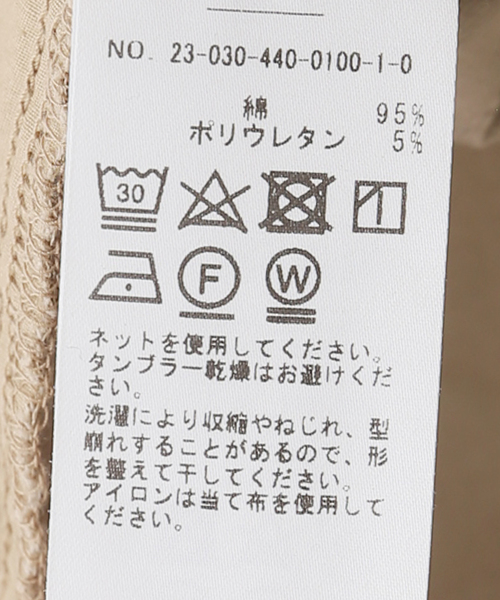 NO. 23-030-440-0100-1-0
綿 95%
ポリウレタン 5%
30
F W
ネットを使用してください。
タンブラー乾燥はお避けくだ
さい。
洗濯により収縮やねじれ、型
崩れすることがあるので、形
を整えて干してください。
アイロンは当て布を使用して
ください。